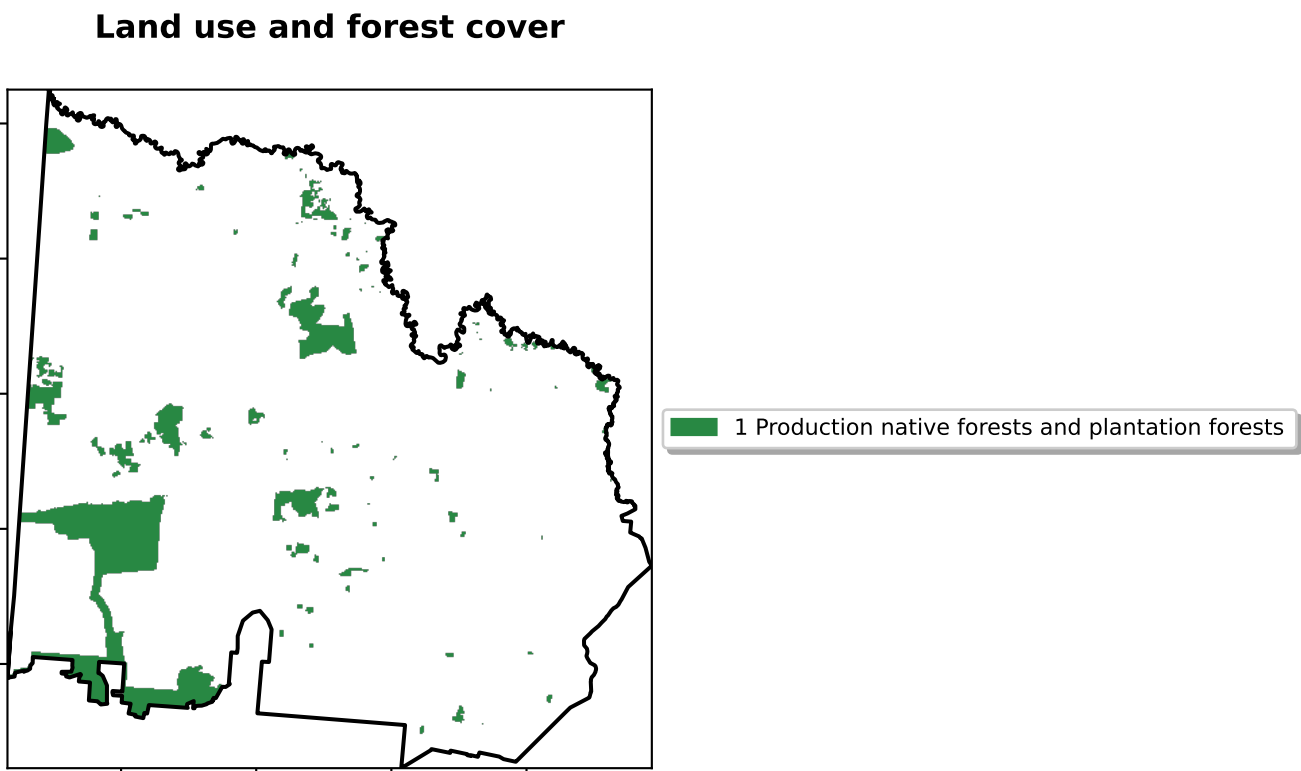 Land use and forest cover
1 Production native forests and plantation forests